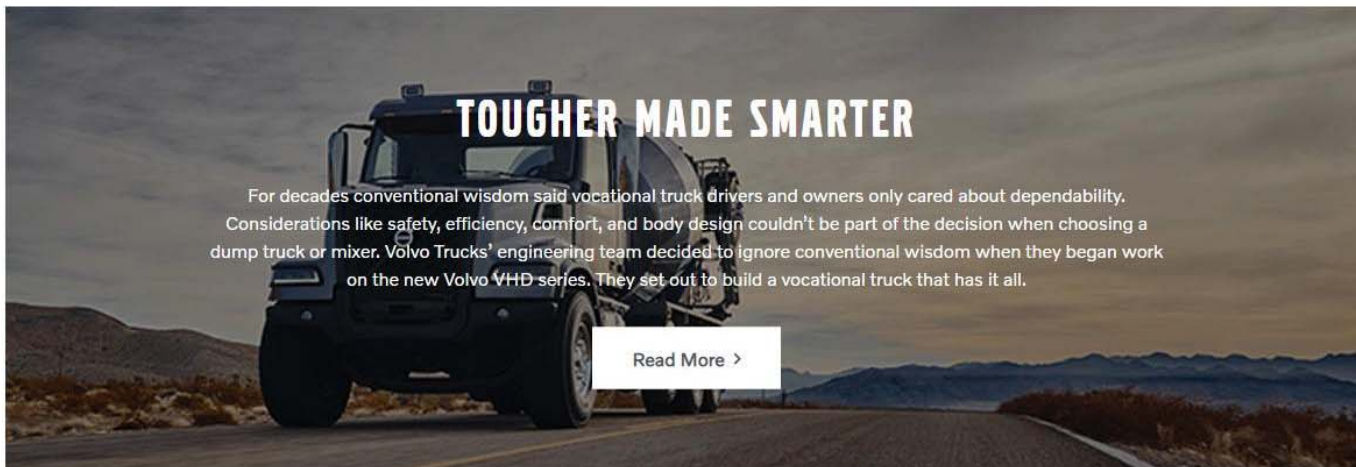 TOUGHER MADE SMARTER
For decades conventional wisdom said vocational truck drivers and owners only cared about dependability.
Considerations like safety, efficiency, comfort, and body design couldn't be part of the decision when choosing a
dump truck or mixer. Volvo Trucks' engineering team decided to ignore conventional wisdom when they began work
on the new Volvo VHD series. They set out to build a vocational truck that has it all.
Read More >